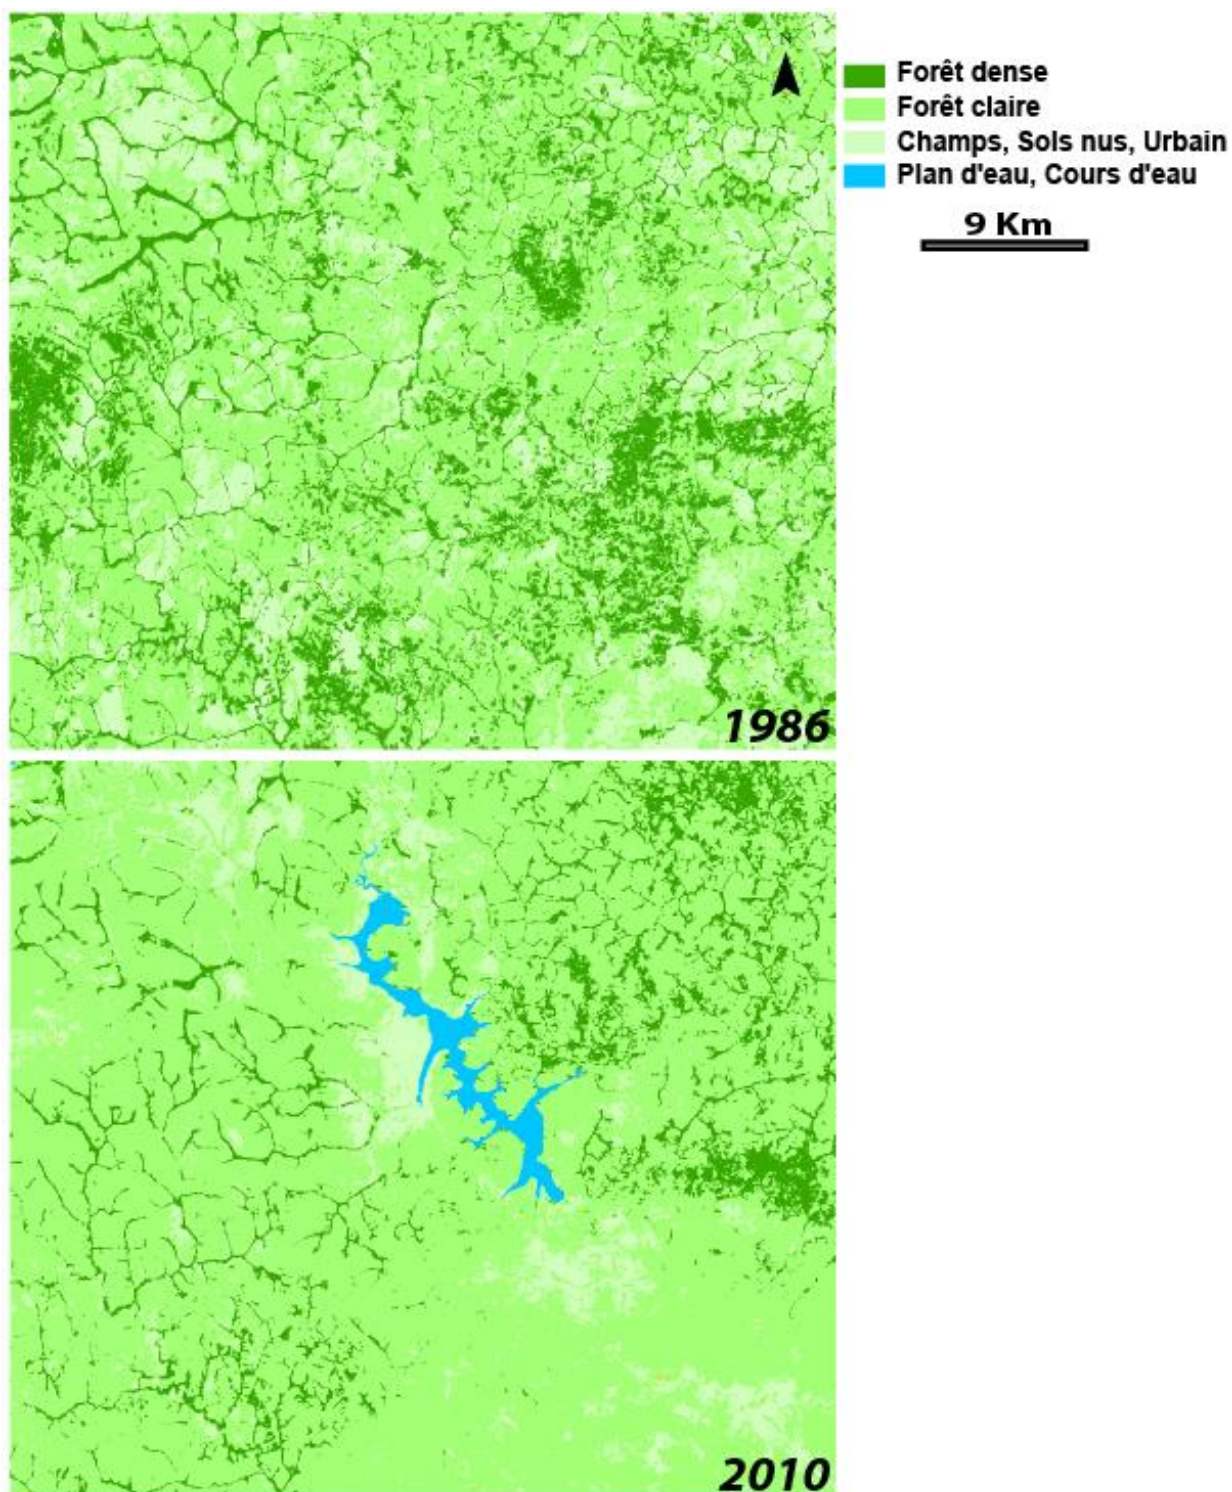 Forêt dense
Forêt claire
Champs, Sols nus, Urbain
Plan d'eau, Cours d'eau
9 Km
1986
2010